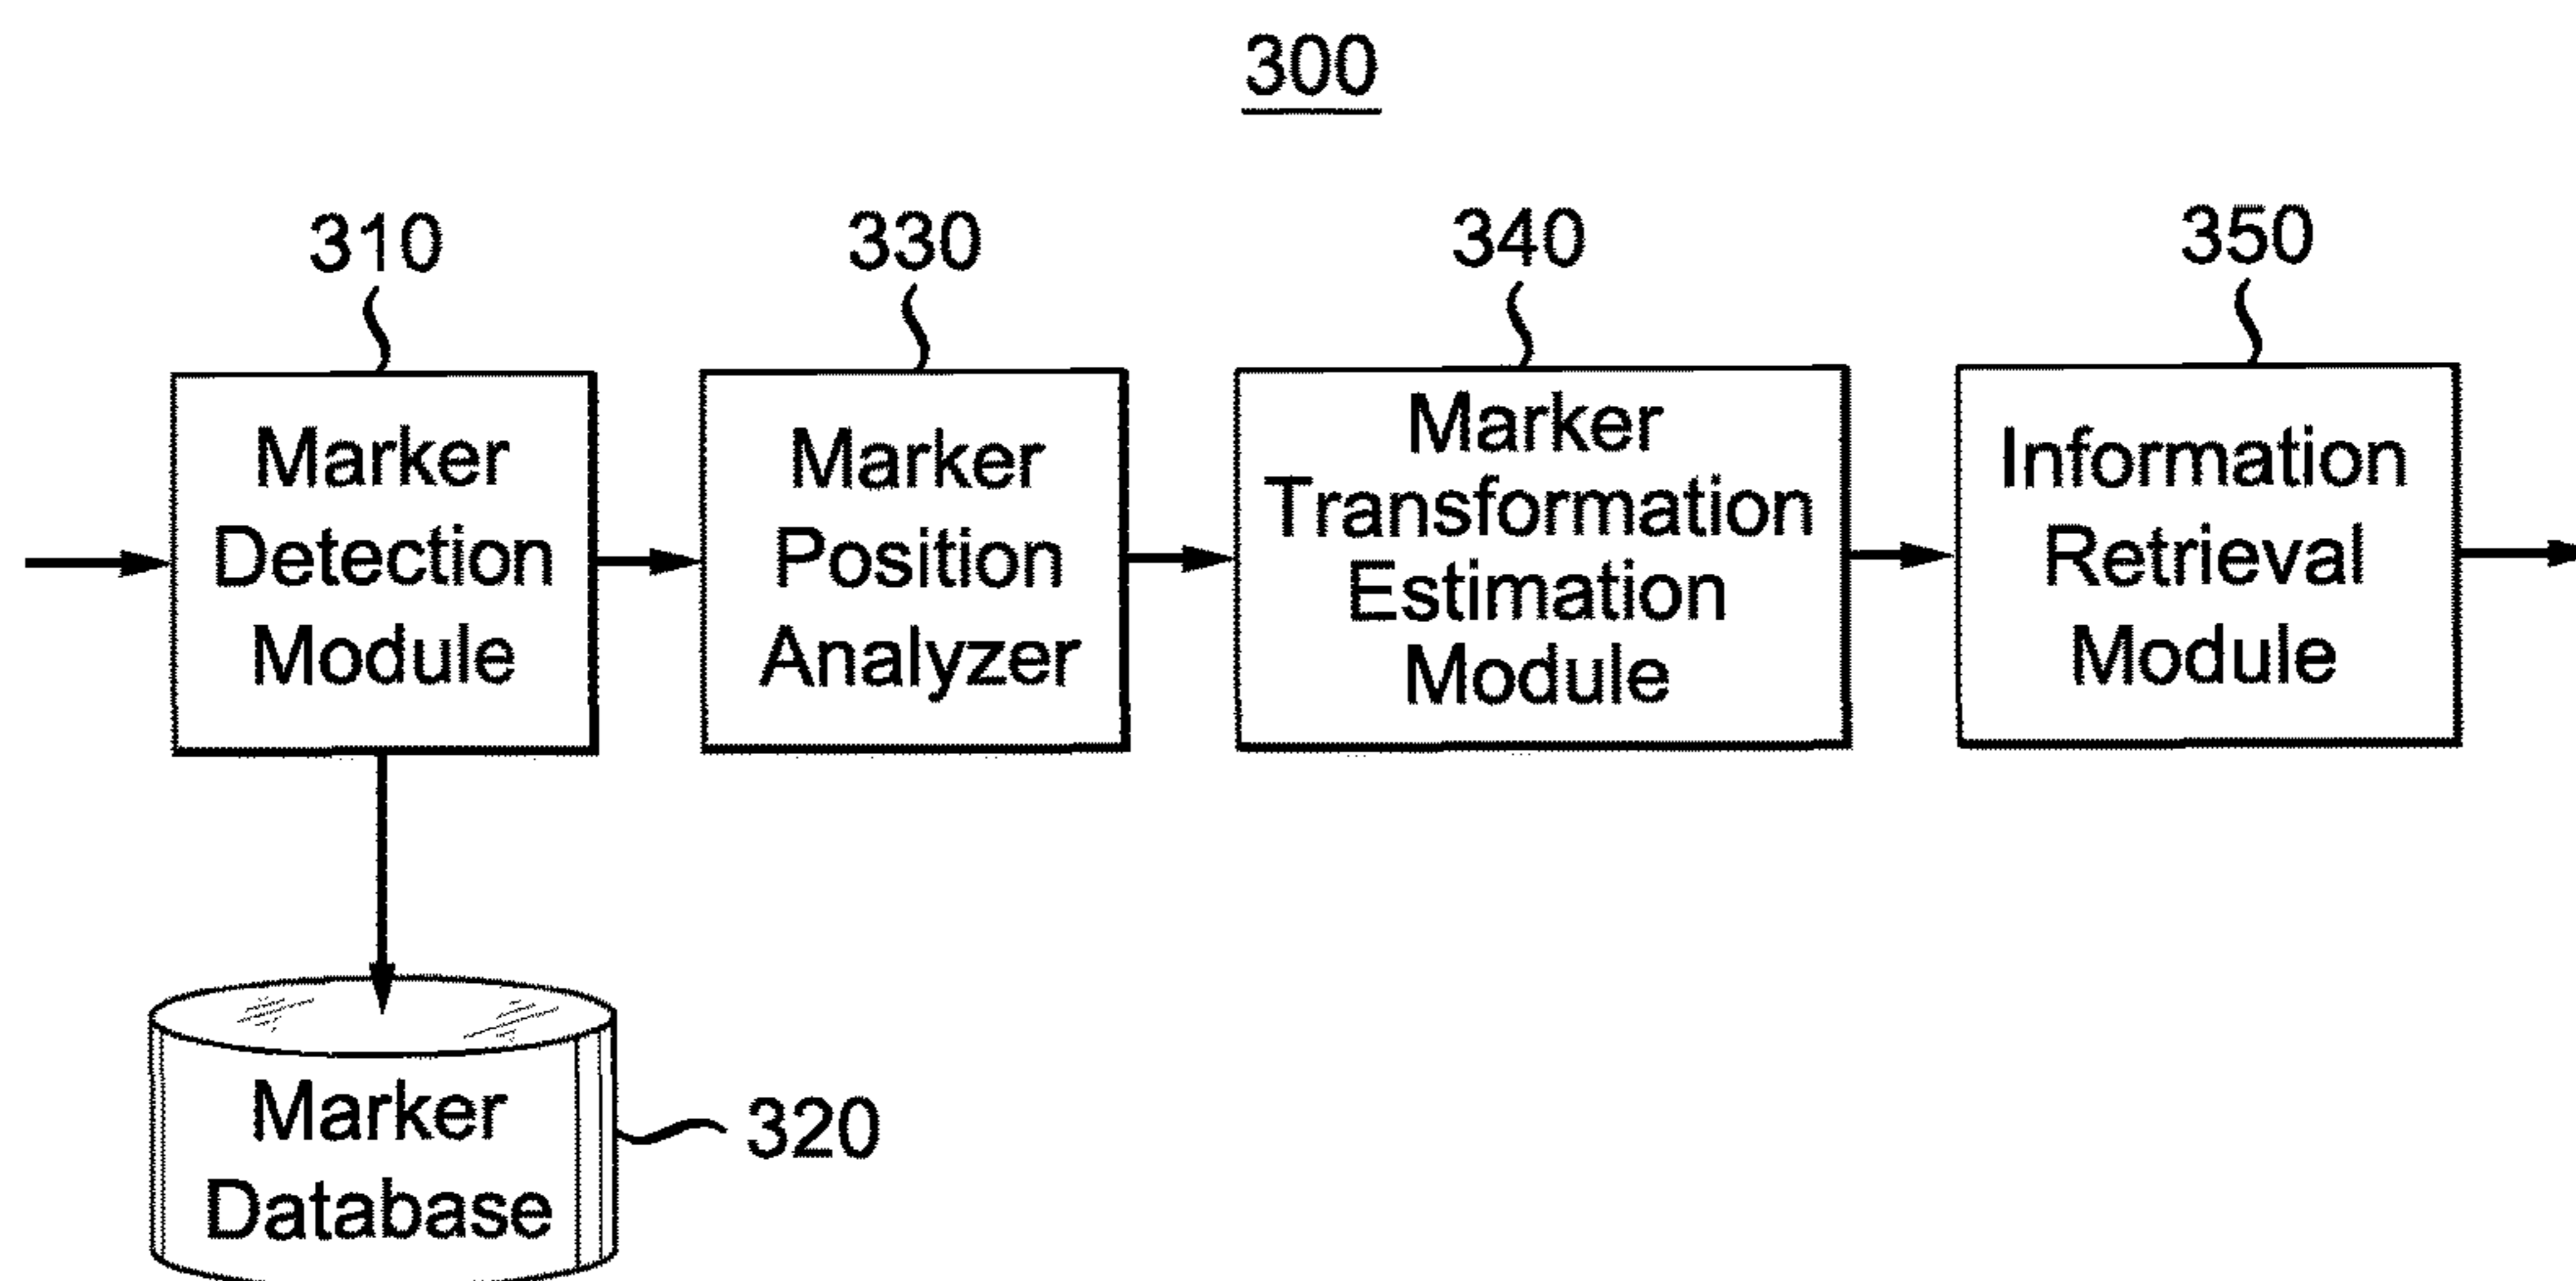 300
310
330
340
350
Marker
Detection
Module
Marker
Position
Analyzer
Marker
Transformation
Estimation
Module
Information
Retrieval
Module
Marker
Database
320